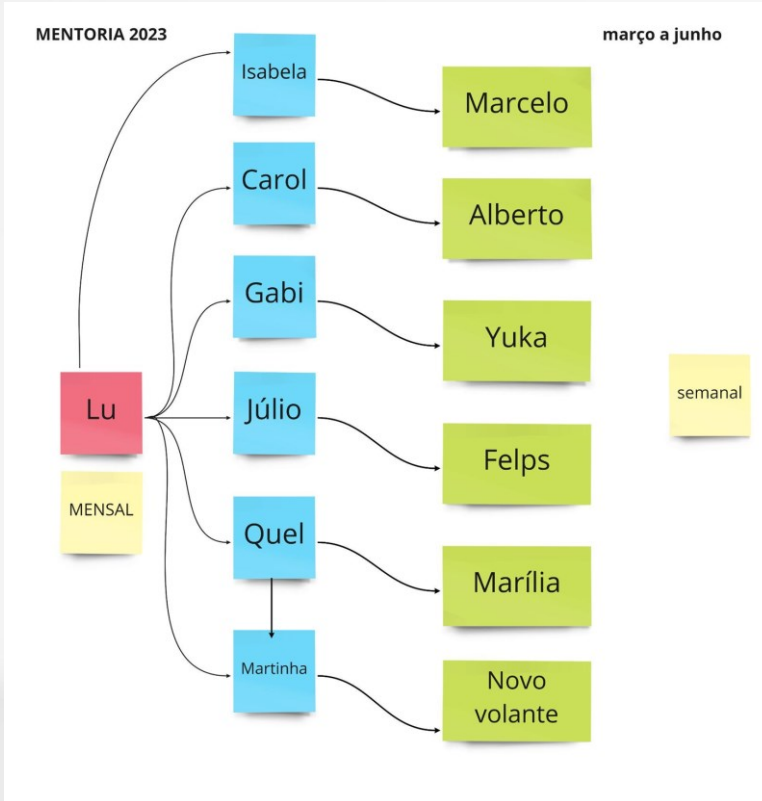 MENTORIA 2023
março a junho
Isabela
Marcelo
Carol
Alberto
Gabi
Yuka
Lu
MENSAL
Júlio
Felps
semanal
Quel
Marília
Martinha
Novo
volante